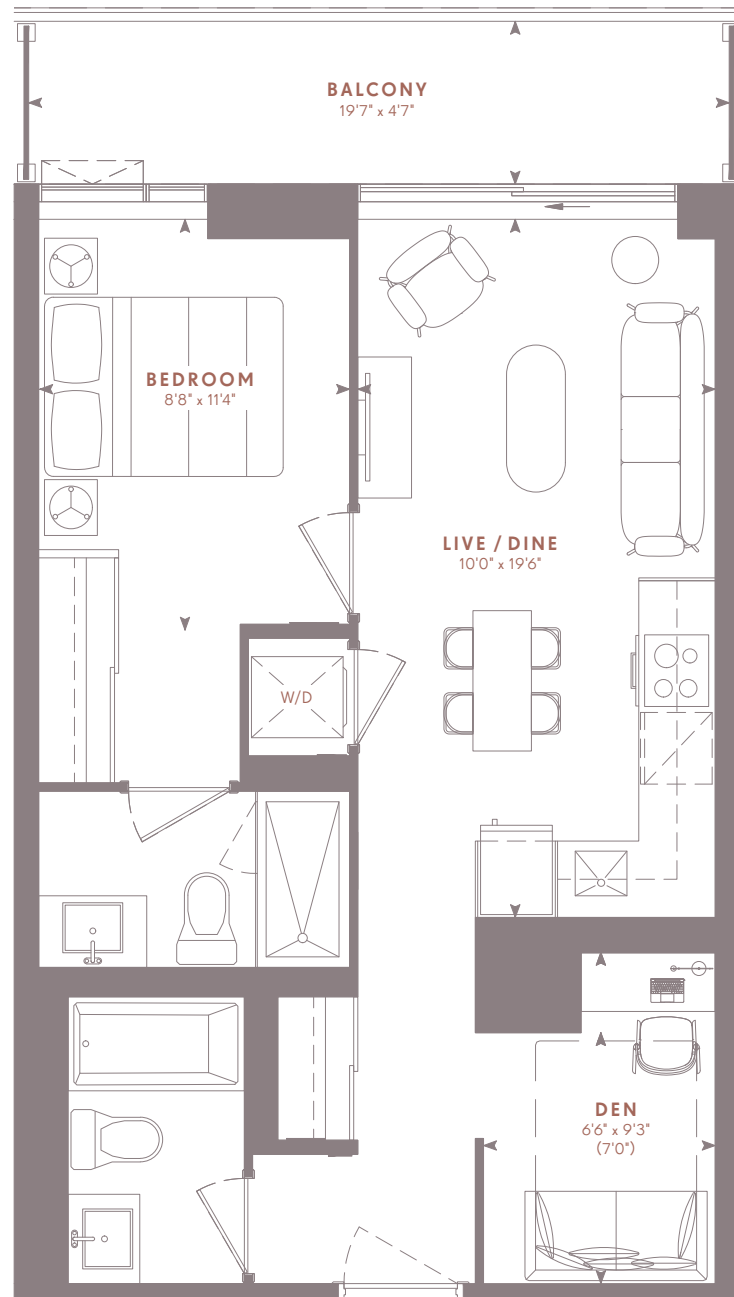 BALCONY
19'7" x 4'7"
BEDROOM
8'8" x 11'4"
LIVE / DINE
10'0" x 19'6"
W/D
DEN
6'6" x 9'3"
(7'0")